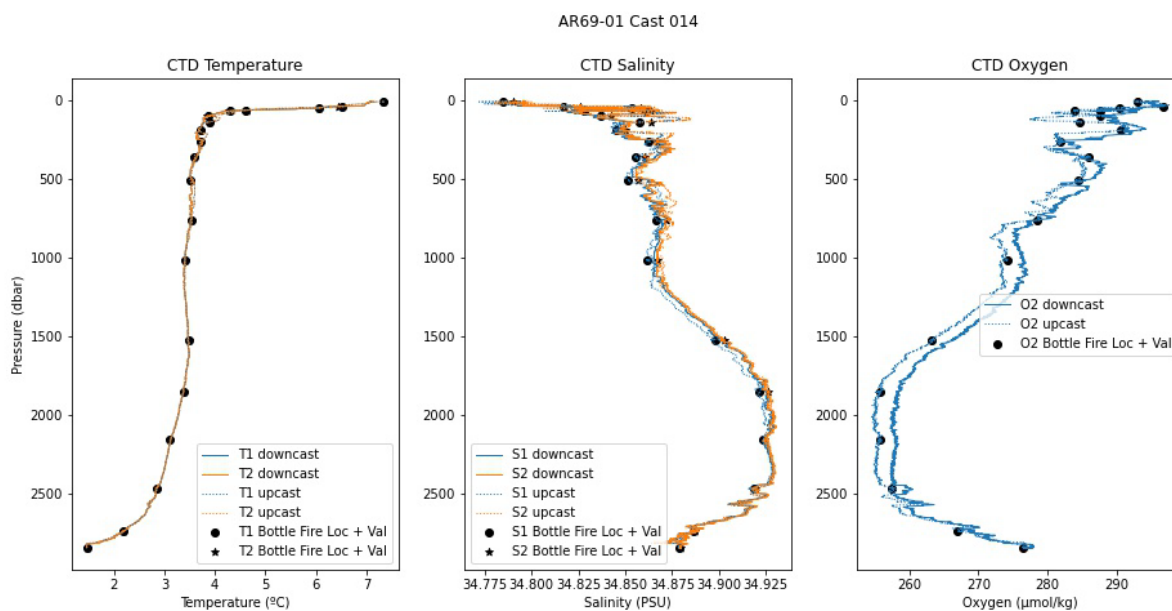 AR69-01 Cast 014
CTD Temperature
0
500
1000
1500
2000
2500
Pressure (dbar)
T1 downcast
T2 downcast
T1 upcast
T2 upcast
T1 Bottle Fire Loc + Val
T2 Bottle Fire Loc + Val
2 3 4 5 6 7
Temperature (ºC)
CTD Salinity
0
500
1000
1500
2000
2500
S1 downcast
S2 downcast
S1 upcast
S2 upcast
S1 Bottle Fire Loc + Val
S2 Bottle Fire Loc + Val
34.775 34.800 34.825 34.850 34.875 34.900 34.925
Salinity (PSU)
CTD Oxygen
0
500
1000
1500
2000
2500
O2 downcast
O2 upcast
O2 Bottle Fire Loc + Val
260 270 280 290
Oxygen (μmol/kg)